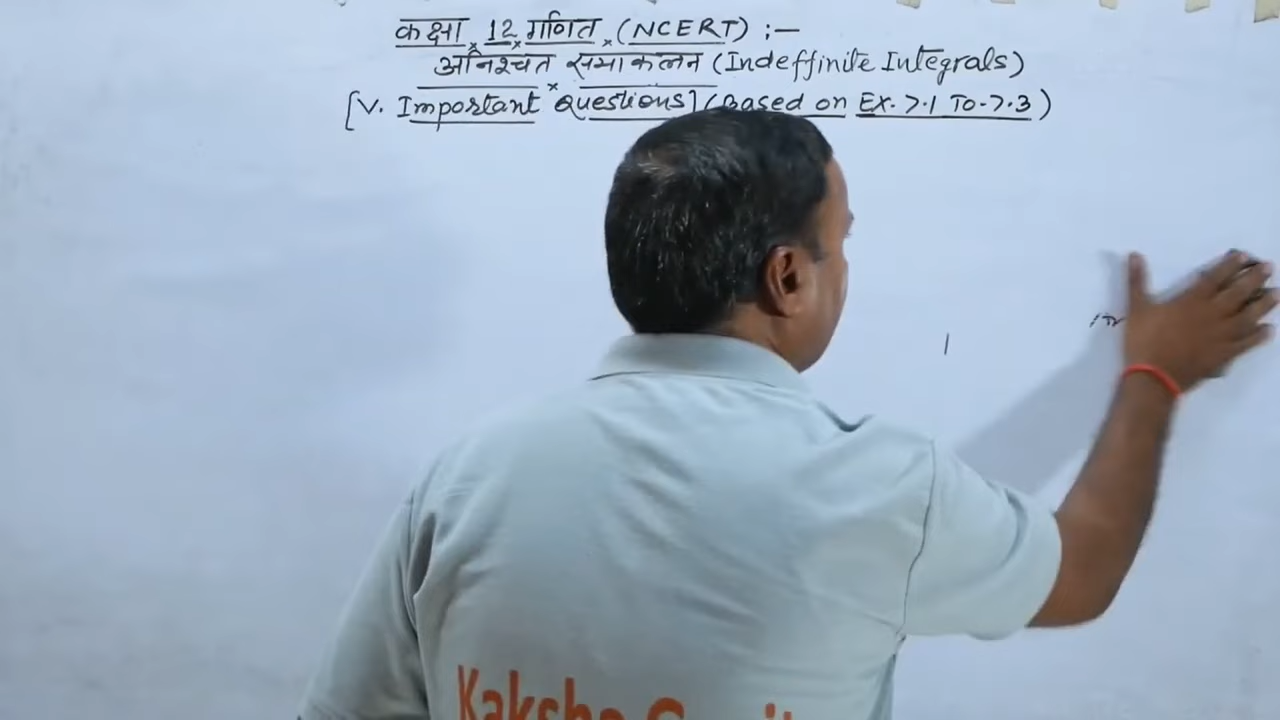 कक्षा 12 गणित (NCERT) :—
अनिश्चत समाकलन (Indeffinite Integrals)
[V. Important Questions] (Based on Ex. 7.1 To-7.3)
Kaksha